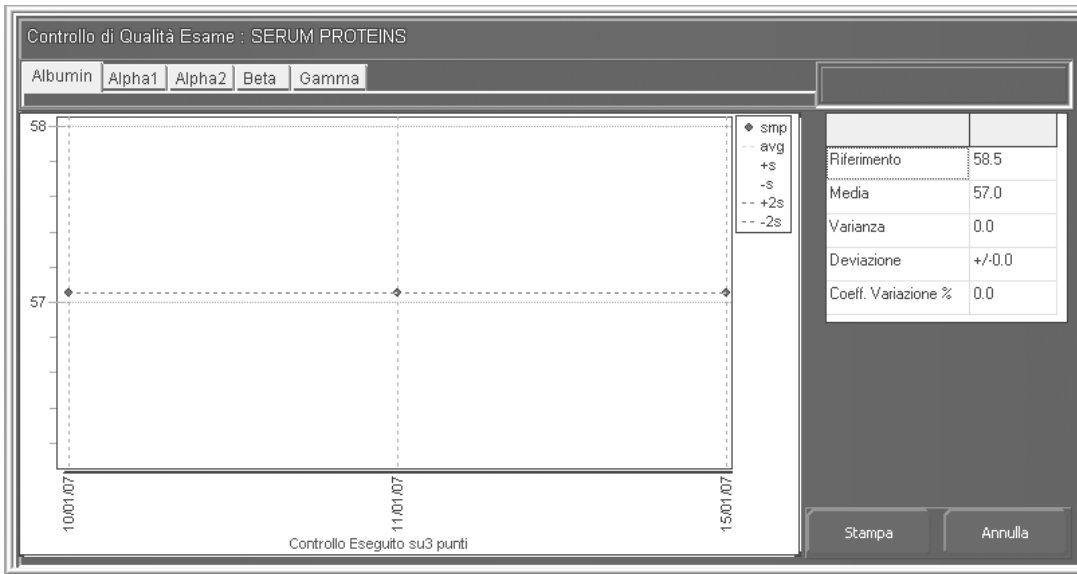 Controllo di Qualità Esame : SERUM PROTEINS
Albumin Alpha1 Alpha2 Beta Gamma
58
57
smp
avg
+s
-s
+2s
-2s
10/01/07
11/01/07
15/01/07
Controllo Eseguito su3 punti
Riferimento 58.5
Media 57.0
Varianza 0.0
Deviazione +/-0.0
Coeff. Variazione % 0.0
Stampa
Annulla